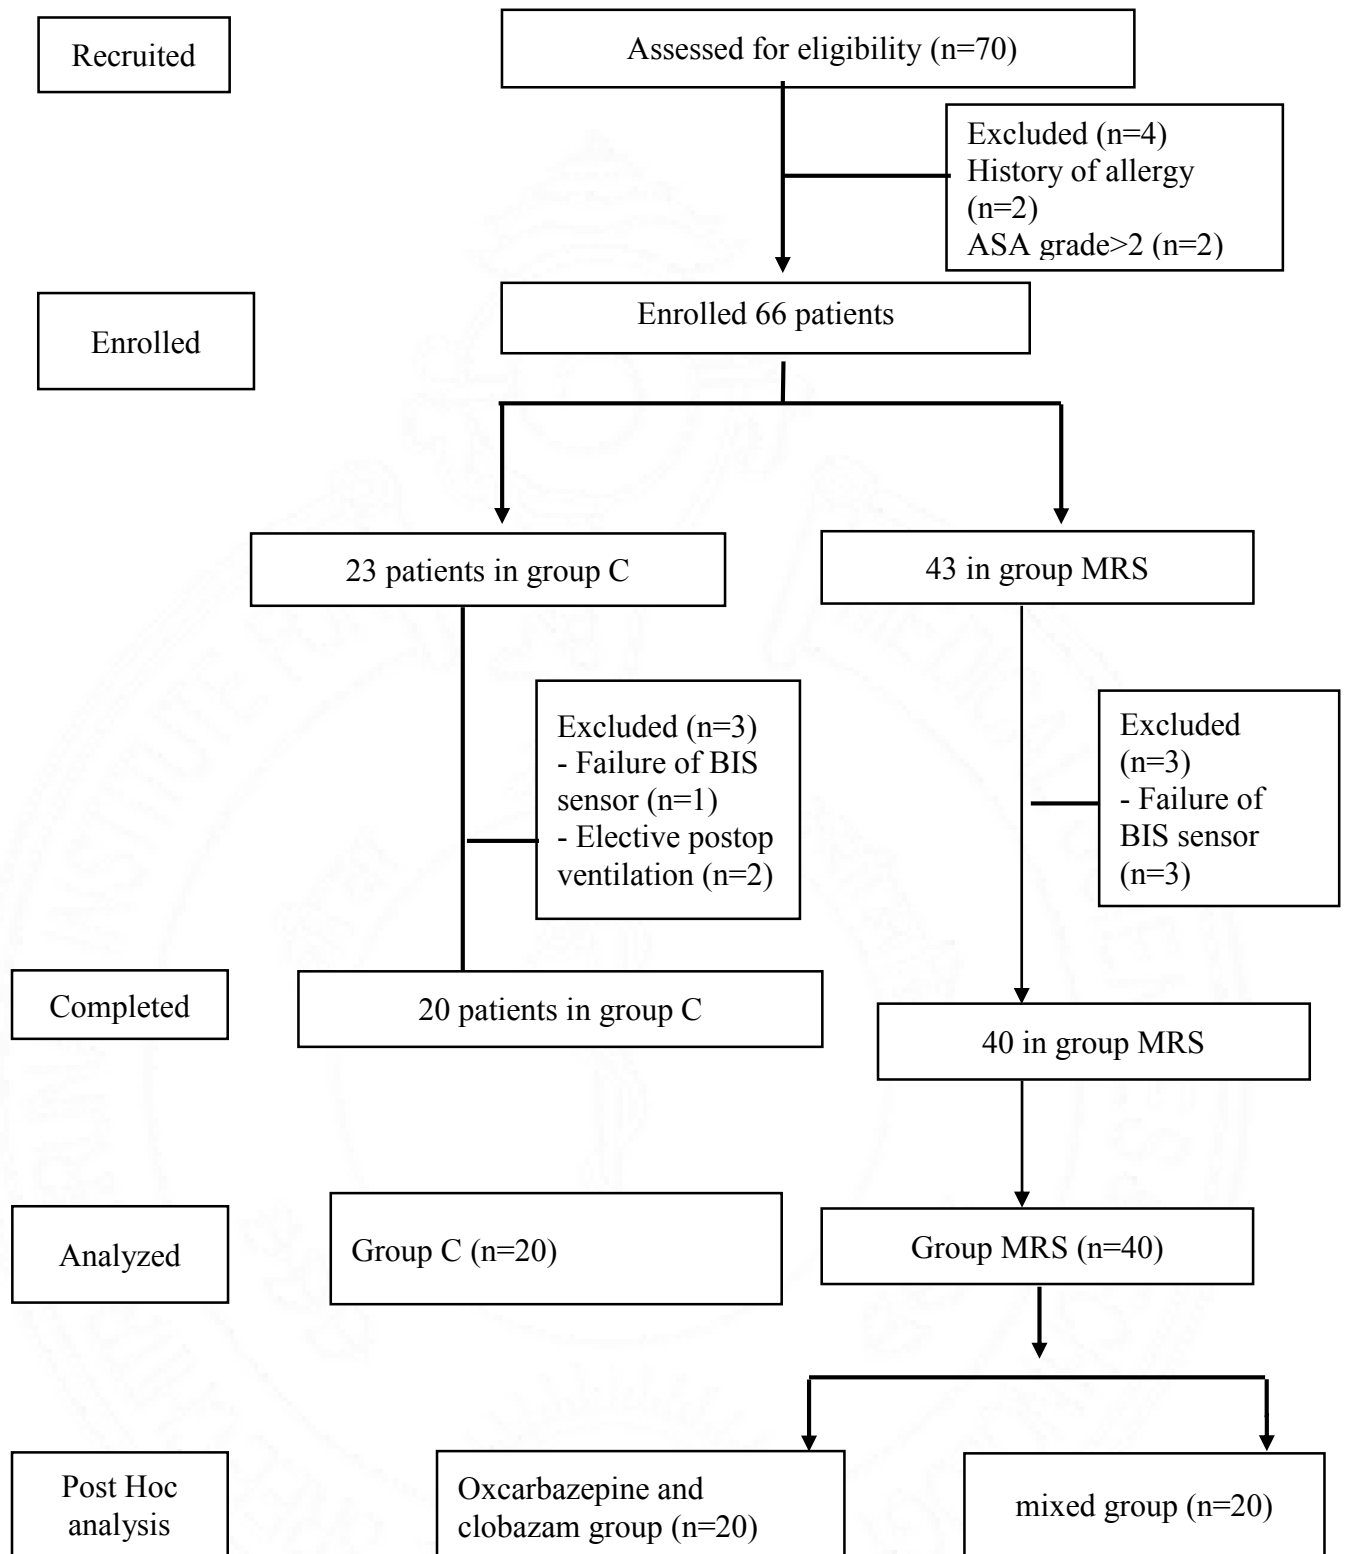 Recruited
Assessed for eligibility (n=70)
Excluded (n=4)
History of allergy
(n=2)
ASA grade>2 (n=2)
Enrolled
Enrolled 66 patients
23 patients in group C
43 in group MRS
Excluded (n=3)
- Failure of BIS
sensor (n=1)
- Elective postop
ventilation (n=2)
Excluded
(n=3)
- Failure of
BIS sensor
(n=3)
Completed
20 patients in group C
40 in group MRS
Analyzed
Group C (n=20)
Group MRS (n=40)
Post Hoc
analysis
Oxcarbazepine and
clobazam group (n=20)
mixed group (n=20)